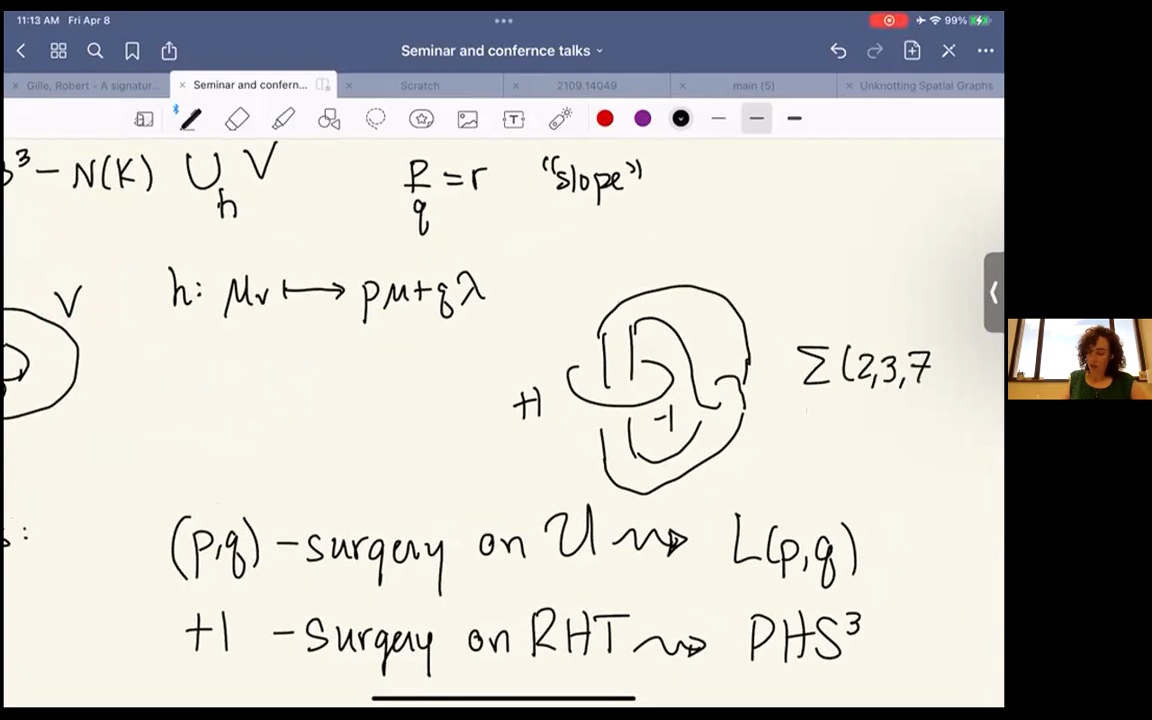 11:13 AM Fri Apr 8
99%
Seminar and confernce talks
Gille, Robert - A signatur...
Seminar and confern...
Scratch
2109.14049
main (5)
Unknotting Spatial Graphs
³ – N(K) ∪_h V
p/q = r "slope"
V
h: μ_V ⟼ pμ+qλ
+1
-1
Σ(2,3,7
(p,q) - surgery on U ⇝ L(p,q)
+1 - surgery on RHT ⇝ PHS³